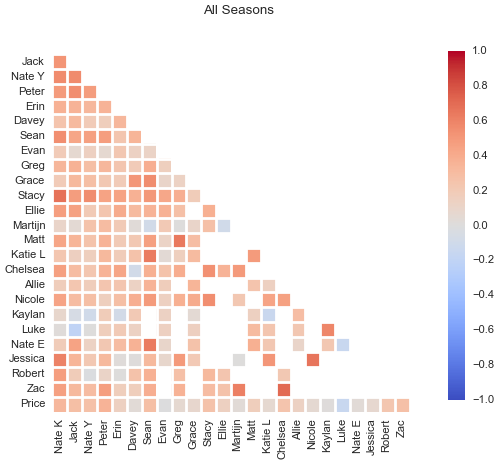 All Seasons
Jack
Nate Y
Peter
Erin
Davey
Sean
Evan
Greg
Grace
Stacy
Ellie
Martijn
Matt
Katie L
Chelsea
Allie
Nicole
Kaylan
Luke
Nate E
Jessica
Robert
Zac
Price
Nate K
Jack
Nate Y
Peter
Erin
Davey
Sean
Evan
Greg
Grace
Stacy
Ellie
Martijn
Matt
Katie L
Chelsea
Allie
Nicole
Kaylan
Luke
Nate E
Jessica
Robert
Zac
1.0
0.8
0.6
0.4
0.2
0.0
−0.2
−0.4
−0.6
−0.8
−1.0